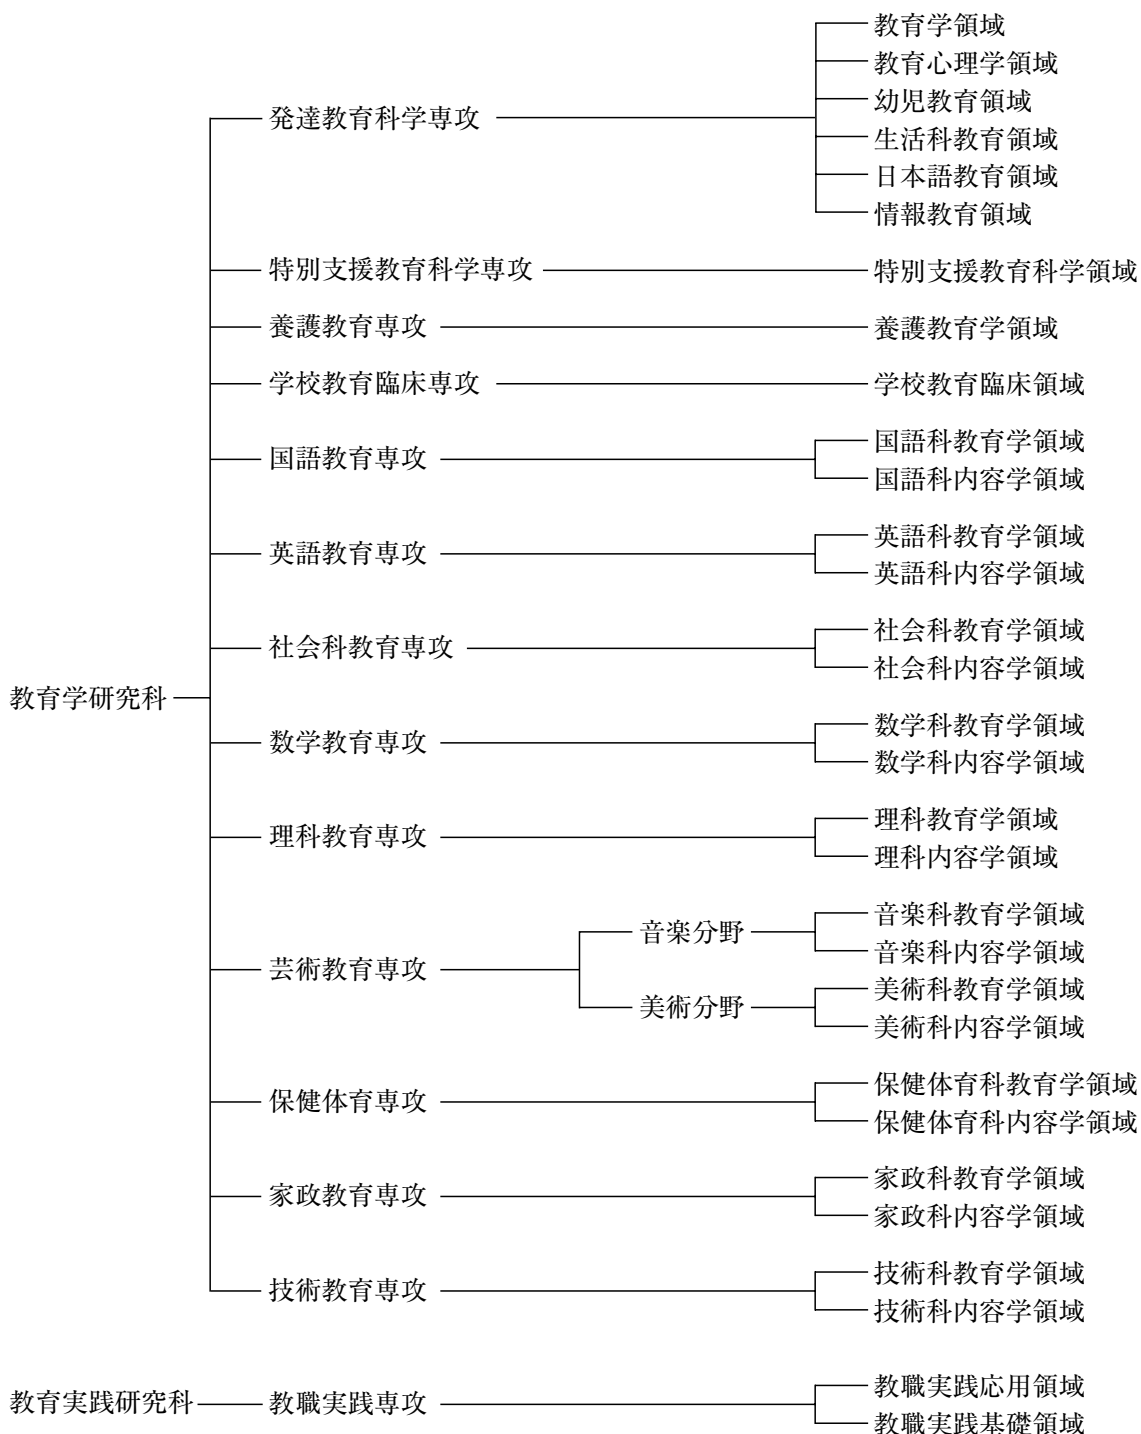 教育学研究科
発達教育科学専攻
教育学領域
教育心理学領域
幼児教育領域
生活科教育領域
日本語教育領域
情報教育領域
特別支援教育科学専攻
特別支援教育科学領域
養護教育専攻
養護教育学領域
学校教育臨床専攻
学校教育臨床領域
国語教育専攻
国語科教育学領域
国語科内容学領域
英語教育専攻
英語科教育学領域
英語科内容学領域
社会科教育専攻
社会科教育学領域
社会科内容学領域
数学教育専攻
数学科教育学領域
数学科内容学領域
理科教育専攻
理科教育学領域
理科内容学領域
芸術教育専攻
音楽分野
音楽科教育学領域
音楽科内容学領域
美術分野
美術科教育学領域
美術科内容学領域
保健体育専攻
保健体育科教育学領域
保健体育科内容学領域
家政教育専攻
家政科教育学領域
家政科内容学領域
技術教育専攻
技術科教育学領域
技術科内容学領域
教育実践研究科
教職実践専攻
教職実践応用領域
教職実践基礎領域